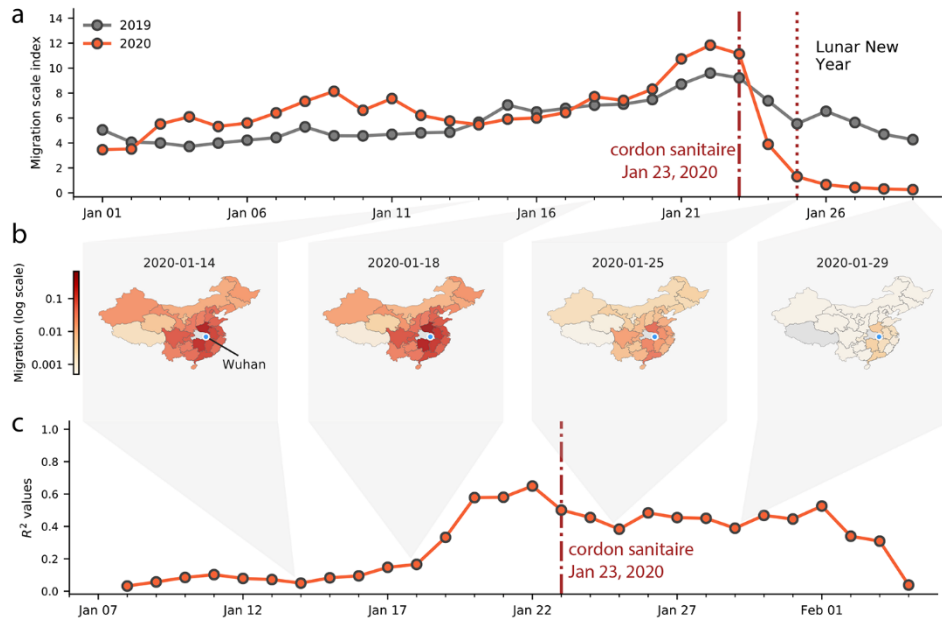 a
Migration scale index
14
12
10
8
6
4
2
0
2019
2020
Lunar New
Year
cordon sanitaire
Jan 23, 2020
Jan 01
Jan 06
Jan 11
Jan 16
Jan 21
Jan 26
b
Migration (log scale)
0.1
0.01
0.001
2020-01-14
2020-01-18
2020-01-25
2020-01-29
Wuhan
c
R² values
1.0
0.8
0.6
0.4
0.2
0.0
cordon sanitaire
Jan 23, 2020
Jan 07
Jan 12
Jan 17
Jan 22
Jan 27
Feb 01